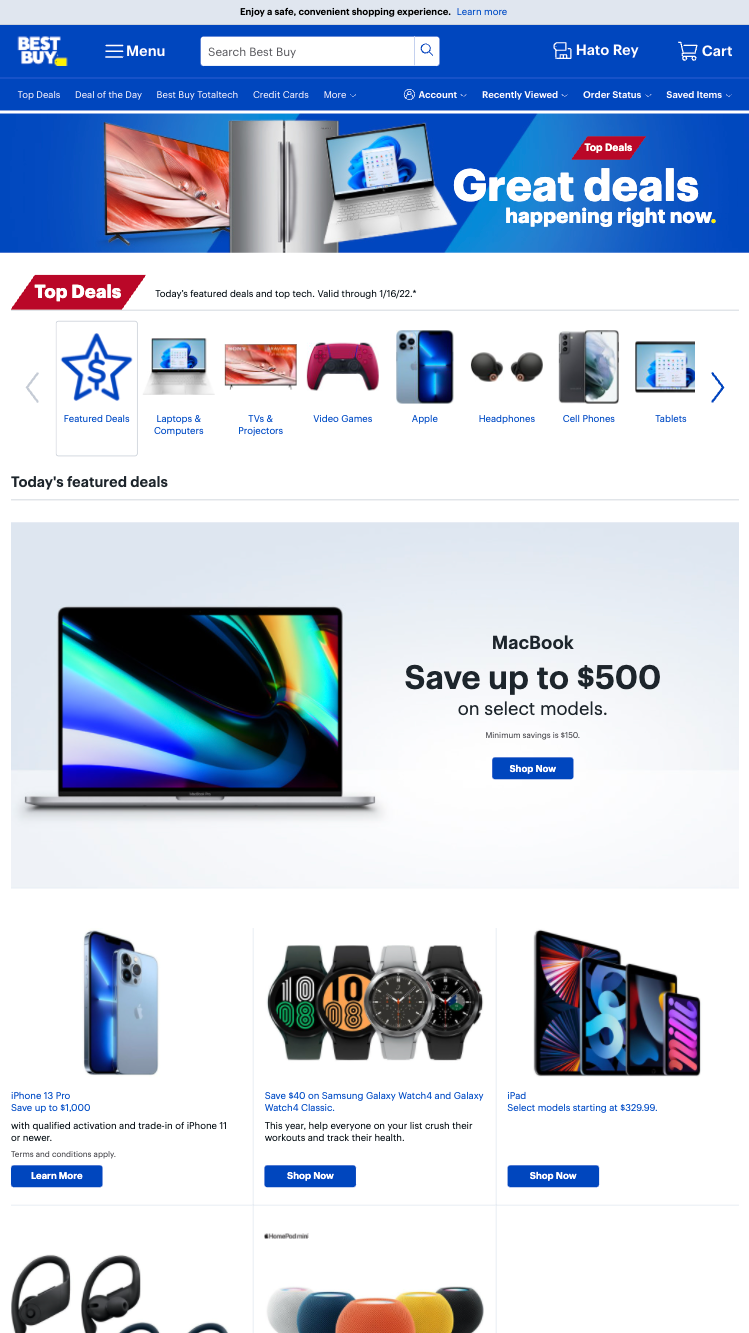 Enjoy a safe, convenient shopping experience. Learn more
BEST
BUY
Menu
Search Best Buy
Hato Rey
Cart
Top Deals
Deal of the Day
Best Buy Totaltech
Credit Cards
More
Account
Recently Viewed
Order Status
Saved Items
Top Deals
Great deals
happening right now.
Top Deals
Today's featured deals and top tech. Valid through 1/16/22.*
Featured Deals
Laptops &
Computers
TVs &
Projectors
Video Games
Apple
Headphones
Cell Phones
Tablets
Today's featured deals
MacBook
Save up to $500
on select models.
Minimum savings is $150.
Shop Now
MacBook Pro
iPhone 13 Pro
Save up to $1,000
with qualified activation and trade-in of iPhone 11
or newer.
Terms and conditions apply.
Learn More
10
08
10
08
Save $40 on Samsung Galaxy Watch4 and Galaxy
Watch4 Classic.
This year, help everyone on your list crush their
workouts and track their health.
Shop Now
iPad
Select models starting at $329.99.
Shop Now
HomePod mini